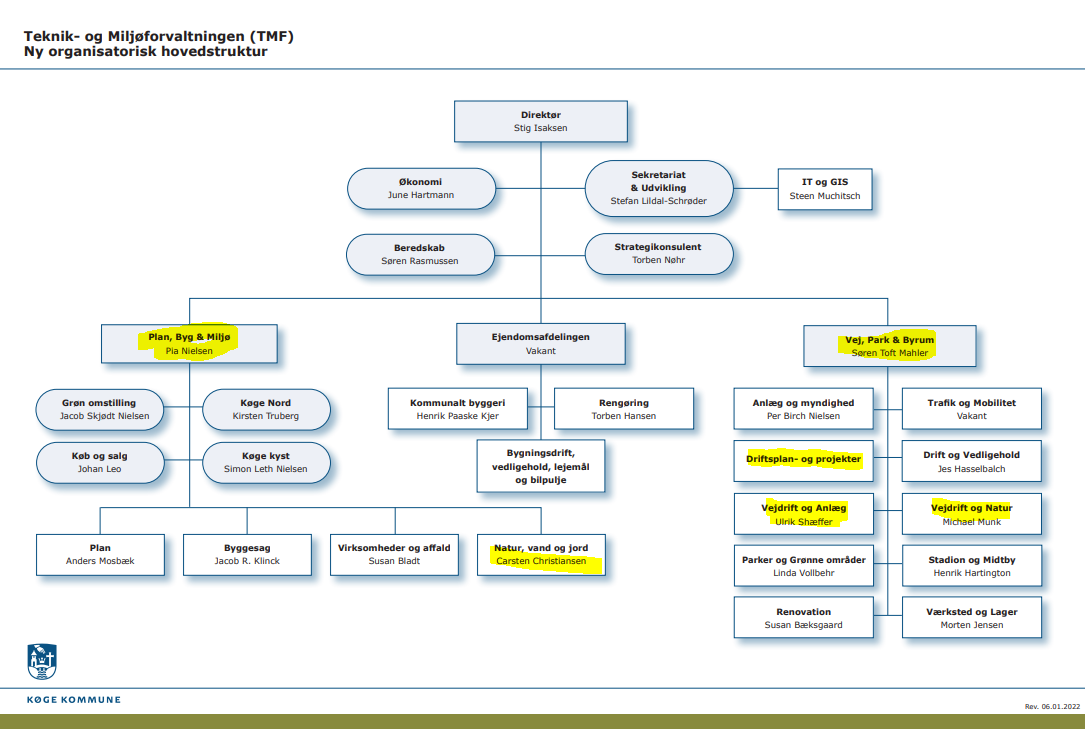 Teknik- og Miljøforvaltningen (TMF)
Ny organisatorisk hovedstruktur
Direktør
Stig Isaksen
Økonomi
June Hartmann
Sekretariat
& Udvikling
Stefan Lildal-Schrøder
IT og GIS
Steen Muchitsch
Beredskab
Søren Rasmussen
Strategikonsulent
Torben Nøhr
Plan, Byg & Miljø
Pia Nielsen
Ejendomsafdelingen
Vakant
Vej, Park & Byrum
Søren Toft Mahler
Grøn omstilling
Jacob Skjødt Nielsen
Køge Nord
Kirsten Truberg
Køb og salg
Johan Leo
Køge kyst
Simon Leth Nielsen
Kommunalt byggeri
Henrik Paaske Kjer
Rengøring
Torben Hansen
Bygningsdrift,
vedligehold, lejemål
og bilpulje
Anlæg og myndighed
Per Birch Nielsen
Trafik og Mobilitet
Vakant
Driftsplan- og projekter
Drift og Vedligehold
Jes Hasselbalch
Vejdrift og Anlæg
Ulrik Shæffer
Vejdrift og Natur
Michael Munk
Plan
Anders Mosbæk
Byggesag
Jacob R. Klinck
Virksomheder og affald
Susan Bladt
Natur, vand og jord
Carsten Christiansen
Parker og Grønne områder
Linda Vollbehr
Stadion og Midtby
Henrik Hartington
Renovation
Susan Bæksgaard
Værksted og Lager
Morten Jensen
KØGE KOMMUNE
Rev. 06.01.2022